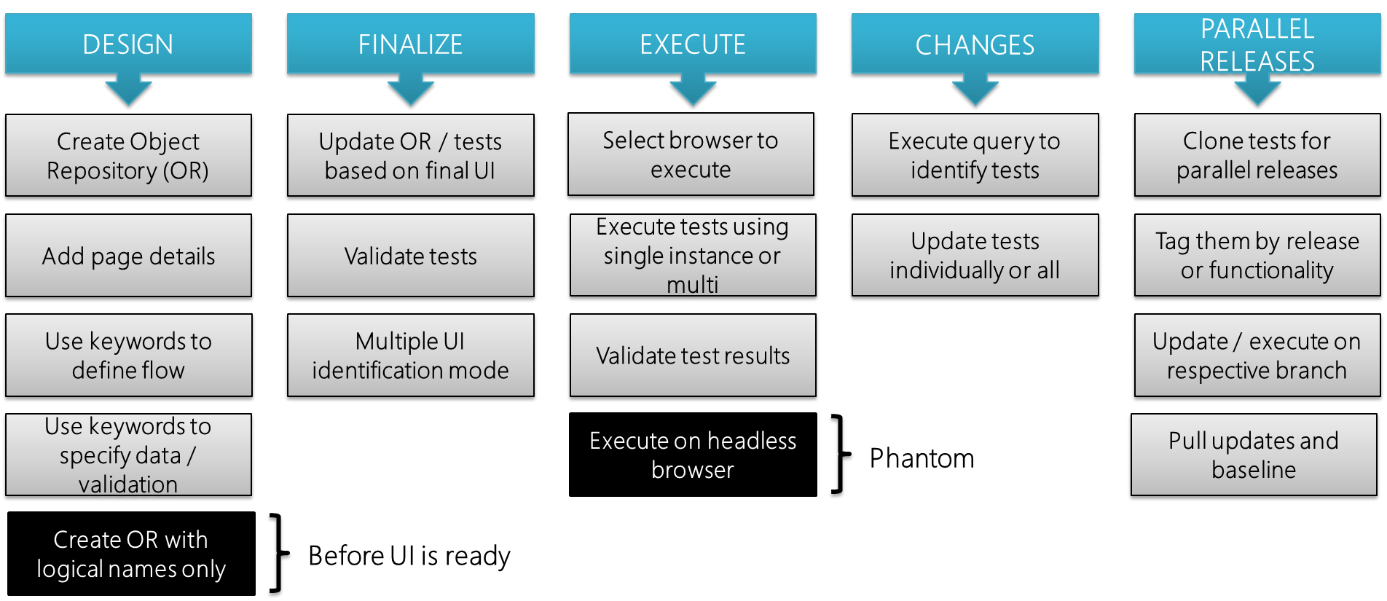 DESIGN
Create Object
Repository (OR)
Add page details
Use keywords to
define flow
Use keywords to
specify data /
validation
Create OR with
logical names only
Before UI is ready
FINALIZE
Update OR / tests
based on final UI
Validate tests
Multiple UI
identification mode
EXECUTE
Select browser to
execute
Execute tests using
single instance or
multi
Validate test results
Execute on headless
browser
Phantom
CHANGES
Execute query to
identify tests
Update tests
individually or all
PARALLEL
RELEASES
Clone tests for
parallel releases
Tag them by release
or functionality
Update / execute on
respective branch
Pull updates and
baseline